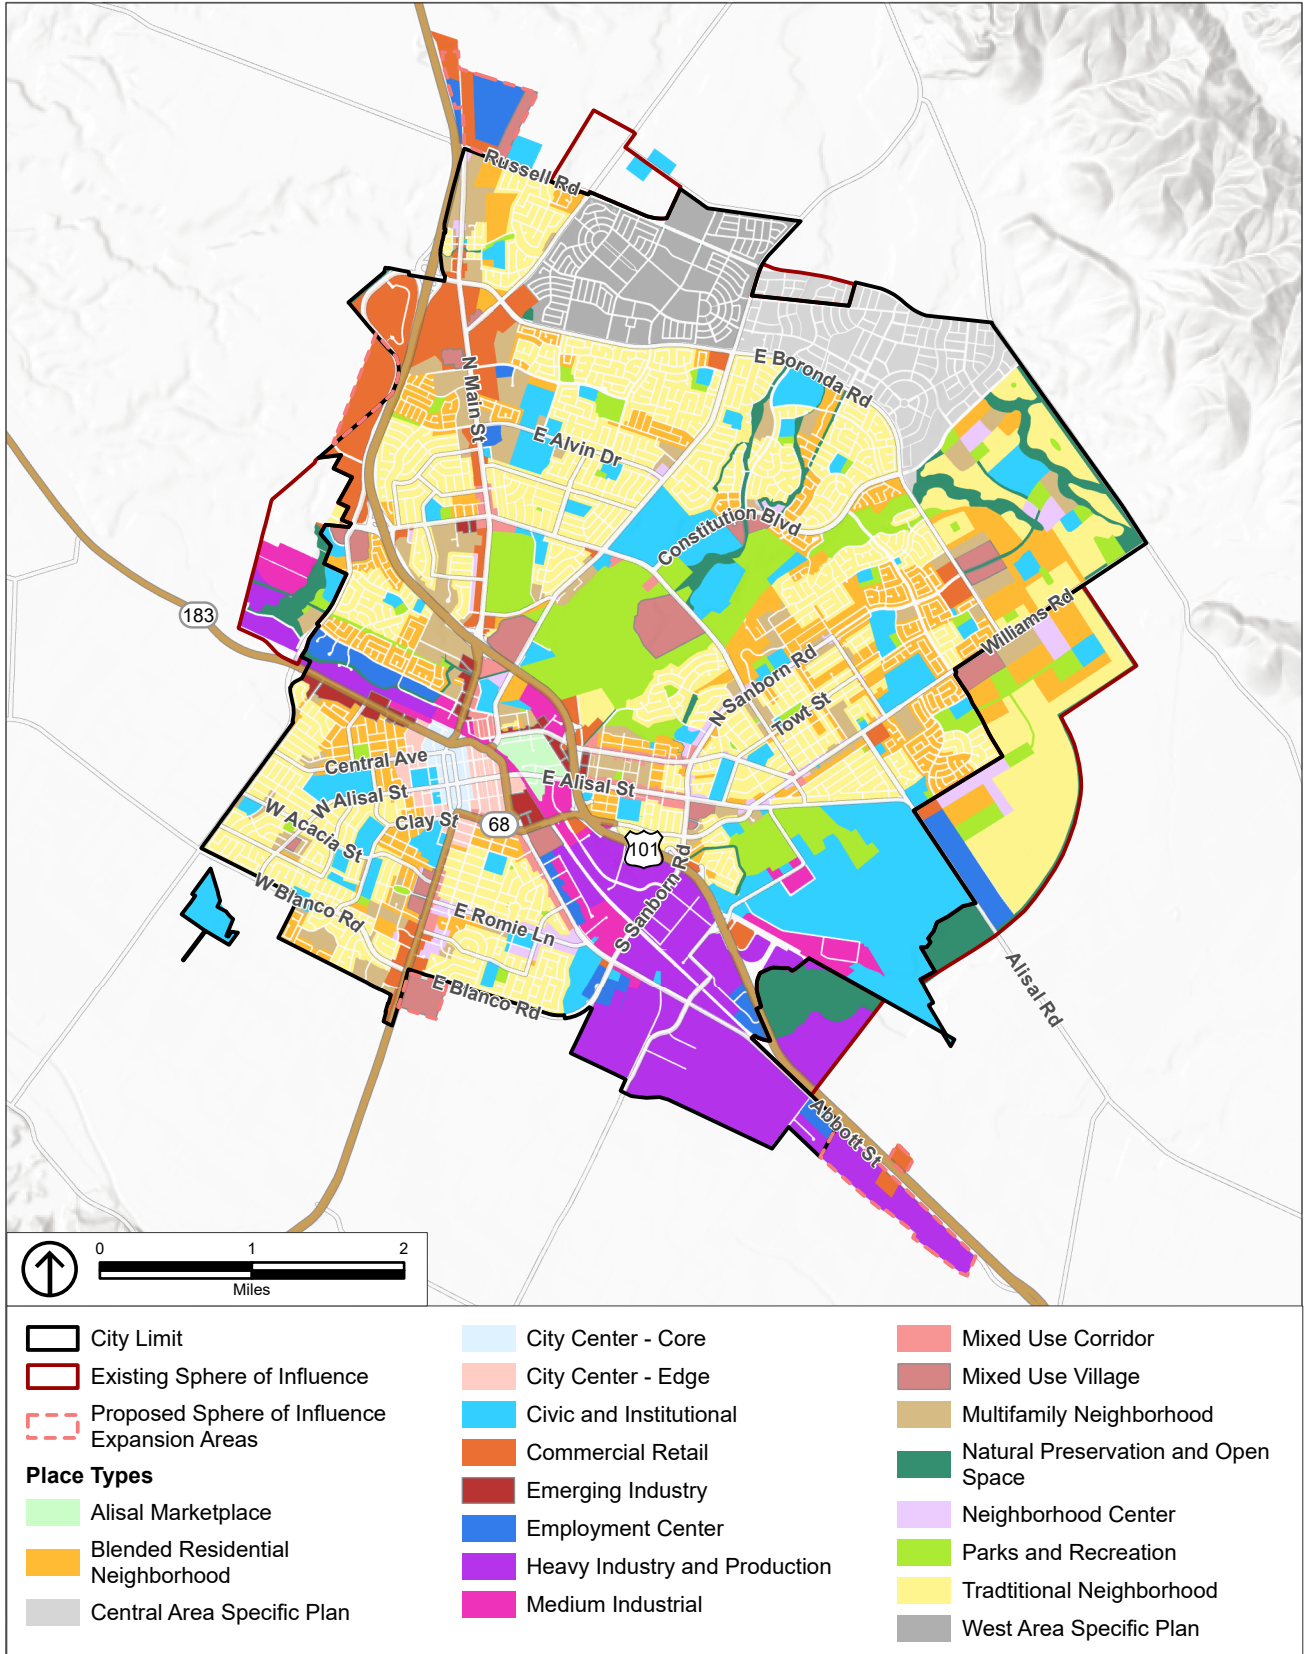 Russell Rd
E Boronda Rd
N Main St
E Alvin Dr
Constitution Blvd
183
Williams Rd
N Sanborn Rd
Towt St
Central Ave
E Alisal St
W Alisal St
Clay St
68
W Acacia St
101
W Blanco Rd
E Romie Ln
S Sanborn Rd
E Blanco Rd
Alisal Rd
Abbott St
0 1 2
Miles
City Limit
Existing Sphere of Influence
Proposed Sphere of Influence
Expansion Areas
Place Types
Alisal Marketplace
Blended Residential
Neighborhood
Central Area Specific Plan
City Center - Core
City Center - Edge
Civic and Institutional
Commercial Retail
Emerging Industry
Employment Center
Heavy Industry and Production
Medium Industrial
Mixed Use Corridor
Mixed Use Village
Multifamily Neighborhood
Natural Preservation and Open
Space
Neighborhood Center
Parks and Recreation
Tradtitional Neighborhood
West Area Specific Plan